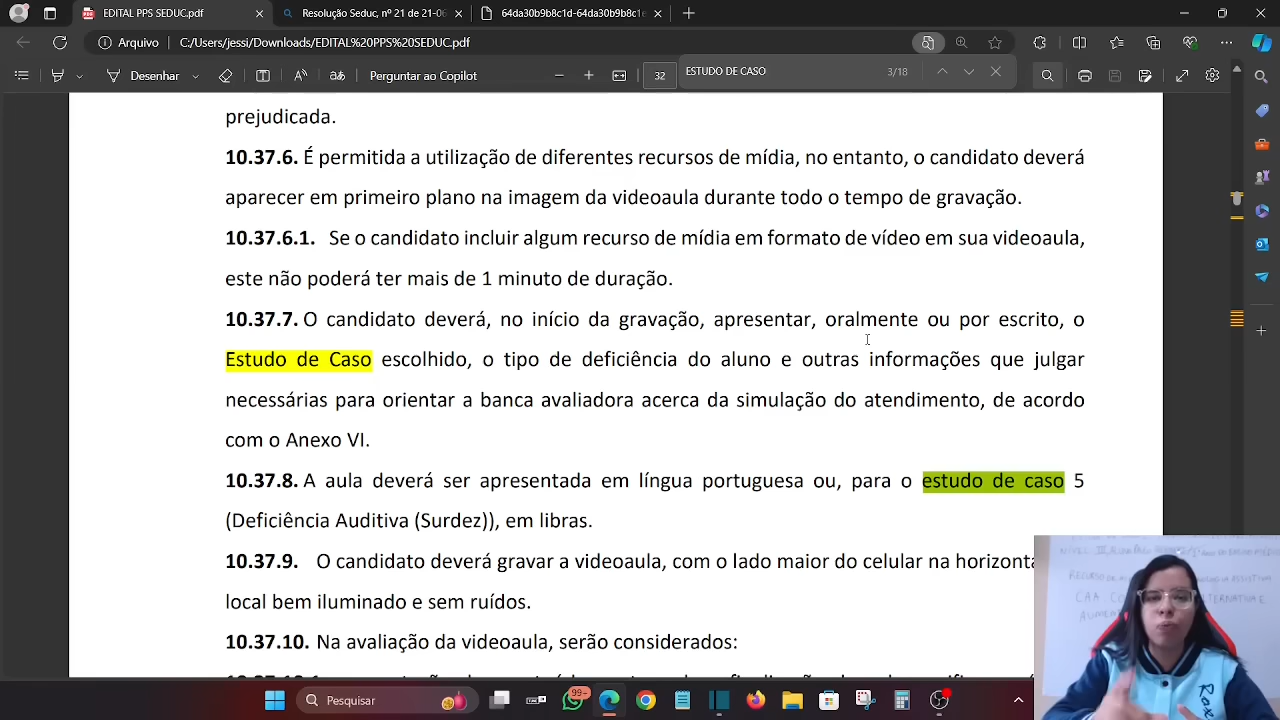 EDITAL PPS SEDUC.pdf
Resolução Seduc, nº 21 de 21-06
64da30b9b8c1d-64da30b9b8c1e
Arquivo C:/Users/jessi/Downloads/EDITAL%20PPS%20SEDUC.pdf
Desenhar Perguntar ao Copilot 32 ESTUDO DE CASO 3/18
prejudicada.
10.37.6. É permitida a utilização de diferentes recursos de mídia, no entanto, o candidato deverá
aparecer em primeiro plano na imagem da videoaula durante todo o tempo de gravação.
10.37.6.1. Se o candidato incluir algum recurso de mídia em formato de vídeo em sua videoaula,
este não poderá ter mais de 1 minuto de duração.
10.37.7. O candidato deverá, no início da gravação, apresentar, oralmente ou por escrito, o
Estudo de Caso escolhido, o tipo de deficiência do aluno e outras informações que julgar
necessárias para orientar a banca avaliadora acerca da simulação do atendimento, de acordo
com o Anexo VI.
10.37.8. A aula deverá ser apresentada em língua portuguesa ou, para o estudo de caso 5
(Deficiência Auditiva (Surdez)), em libras.
10.37.9. O candidato deverá gravar a videoaula, com o lado maior do celular na horizonta
local bem iluminado e sem ruídos.
10.37.10. Na avaliação da videoaula, serão considerados:
Pesquisar
99+